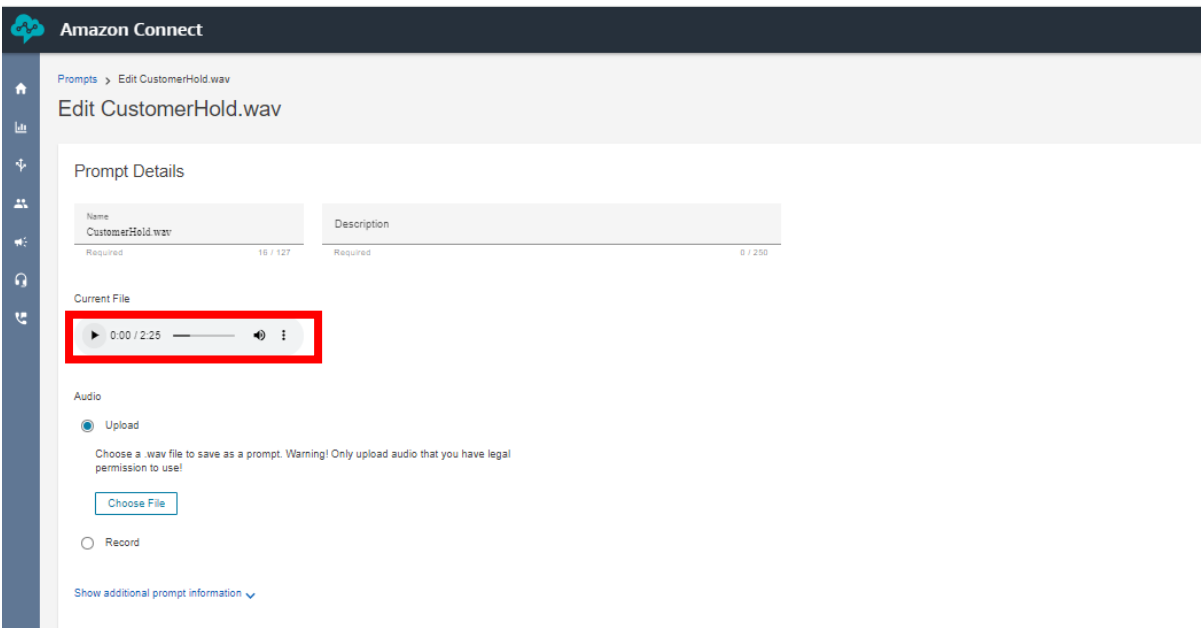 Amazon Connect
Prompts > Edit CustomerHold.wav
Edit CustomerHold.wav
Prompt Details
Name
CustomerHold.wav
Description
Required 16 / 127
Required 0 / 250
Current File
0:00 / 2:25
Audio
Upload
Choose a .wav file to save as a prompt. Warning! Only upload audio that you have legal
permission to use!
Choose File
Record
Show additional prompt information